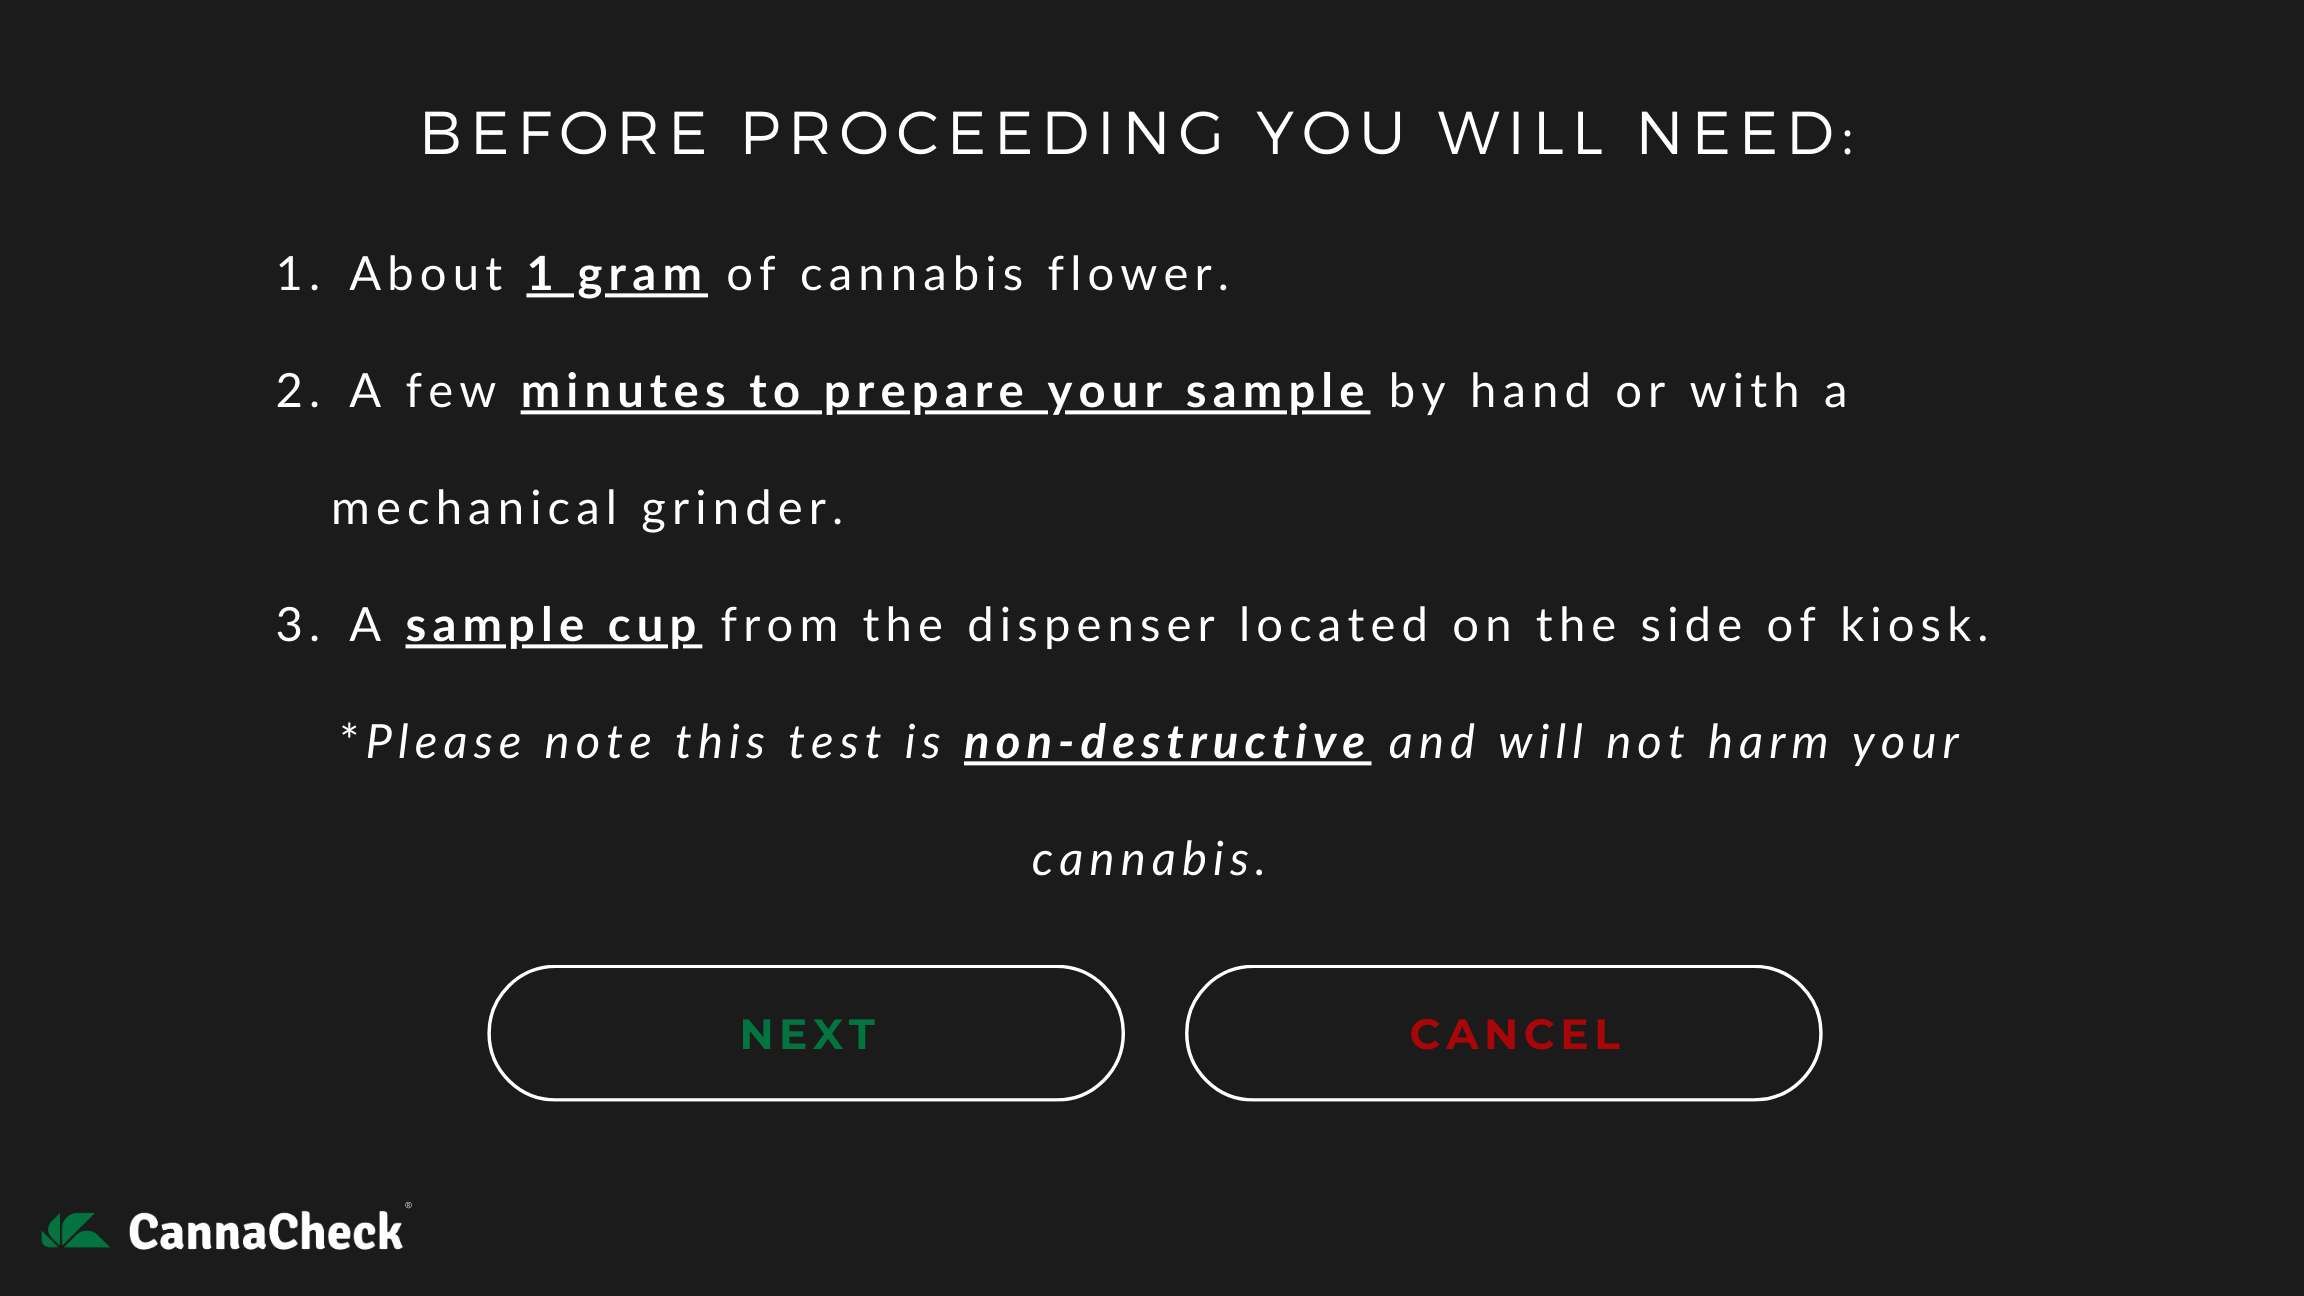 BEFORE PROCEEDING YOU WILL NEED:
1. About 1 gram of cannabis flower.
2. A few minutes to prepare your sample by hand or with a
mechanical grinder.
3. A sample cup from the dispenser located on the side of kiosk.
*Please note this test is non-destructive and will not harm your
cannabis.
NEXT
CANCEL
CannaCheck®